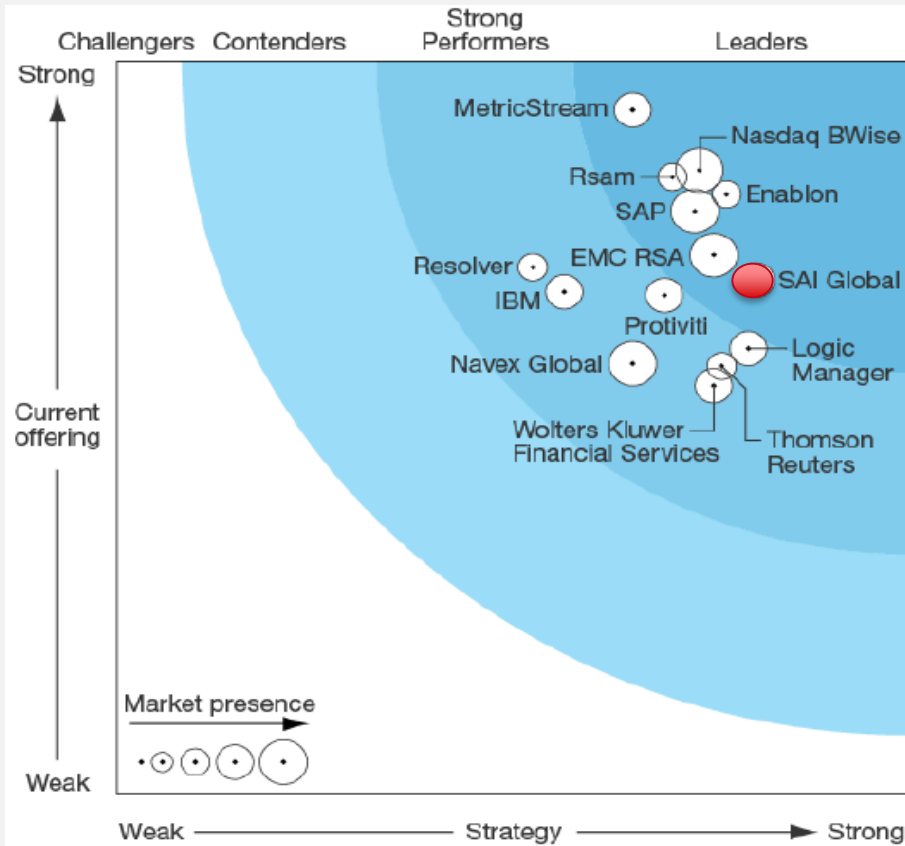 Challengers
Contenders
Strong
Performers
Leaders
Strong
MetricStream
Nasdaq BWise
Rsam
Enablon
SAP
EMC RSA
Resolver
SAI Global
IBM
Protiviti
Logic
Manager
Navex Global
Current
offering
Wolters Kluwer
Financial Services
Thomson
Reuters
Market presence
Weak
Weak
Strategy
Strong